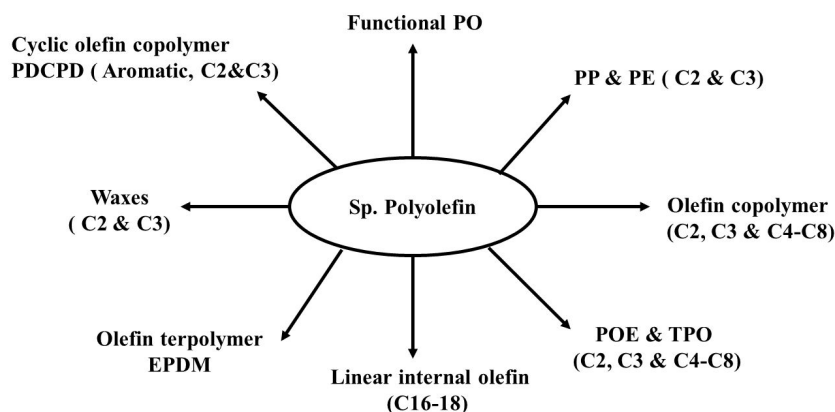 Functional PO
Cyclic olefin copolymer
PDCPD ( Aromatic, C2&C3)
PP & PE ( C2 & C3)
Waxes
( C2 & C3)
Sp. Polyolefin
Olefin copolymer
(C2, C3 & C4-C8)
Olefin terpolymer
EPDM
Linear internal olefin
(C16-18)
POE & TPO
(C2, C3 & C4-C8)